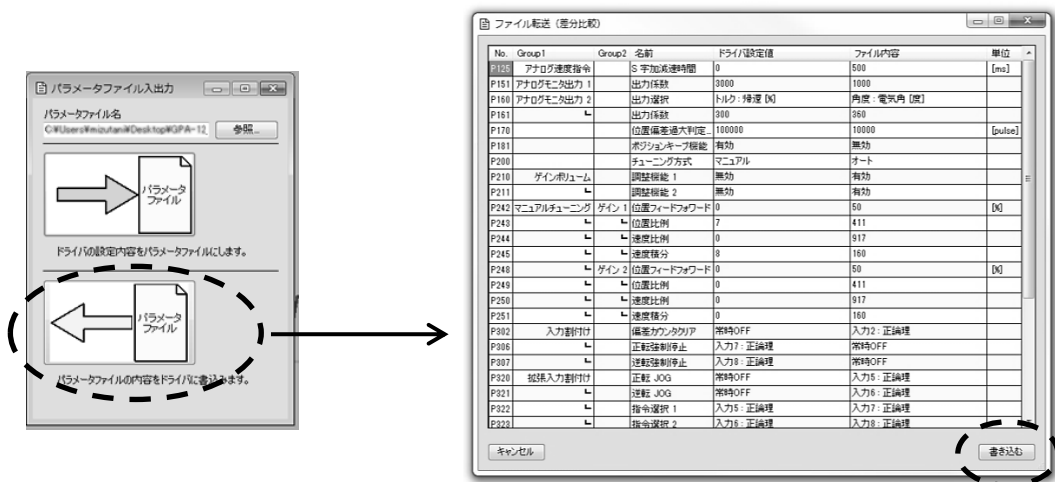 パラメータファイル入出力
パラメータファイル名
C:¥Users¥mizutani¥Desktop¥GPA-12_ 参照...
パラメータ
ファイル
ドライバの設定内容をパラメータファイルにします。
パラメータ
ファイル
パラメータファイルの内容をドライバに書込みます。
ファイル転送（差分比較）
No. Group1 Group2 名前 ドライバ設定値 ファイル内容 単位
P125 アナログ速度指令 S 字加減速時間 0 500 [ms]
P151 アナログモニタ出力 1 出力係数 3000 1000
P160 アナログモニタ出力 2 出力選択 トルク：帰還 [%] 角度：電気角 [度]
P161 ┗ 出力係数 300 360
P170 位置偏差過大判定... 100000 10000 [pulse]
P181 ポジションキープ機能 有効 無効
P200 チューニング方式 マニュアル オート
P210 ゲインボリューム 調整機能 1 無効 有効
P211 ┗ 調整機能 2 無効 有効
P242 マニュアルチューニング ゲイン 1 位置フィードフォワード 0 50 [%]
P243 ┗ ┗ 位置比例 7 411
P244 ┗ ┗ 速度比例 0 917
P245 ┗ ┗ 速度積分 8 160
P248 ┗ ゲイン 2 位置フィードフォワード 0 50 [%]
P249 ┗ ┗ 位置比例 0 411
P250 ┗ ┗ 速度比例 0 917
P251 ┗ ┗ 速度積分 0 160
P302 入力割付け 偏差カウンタクリア 常時OFF 入力2：正論理
P306 ┗ 正転強制停止 入力7：正論理 常時OFF
P307 ┗ 逆転強制停止 入力8：正論理 常時OFF
P320 拡張入力割付け 正転 JOG 常時OFF 入力5：正論理
P321 ┗ 逆転 JOG 常時OFF 入力6：正論理
P322 ┗ 指令選択 1 入力5：正論理 入力7：正論理
P323 ┗ 指令選択 2 入力6：正論理 入力8：正論理
キャンセル 書き込む